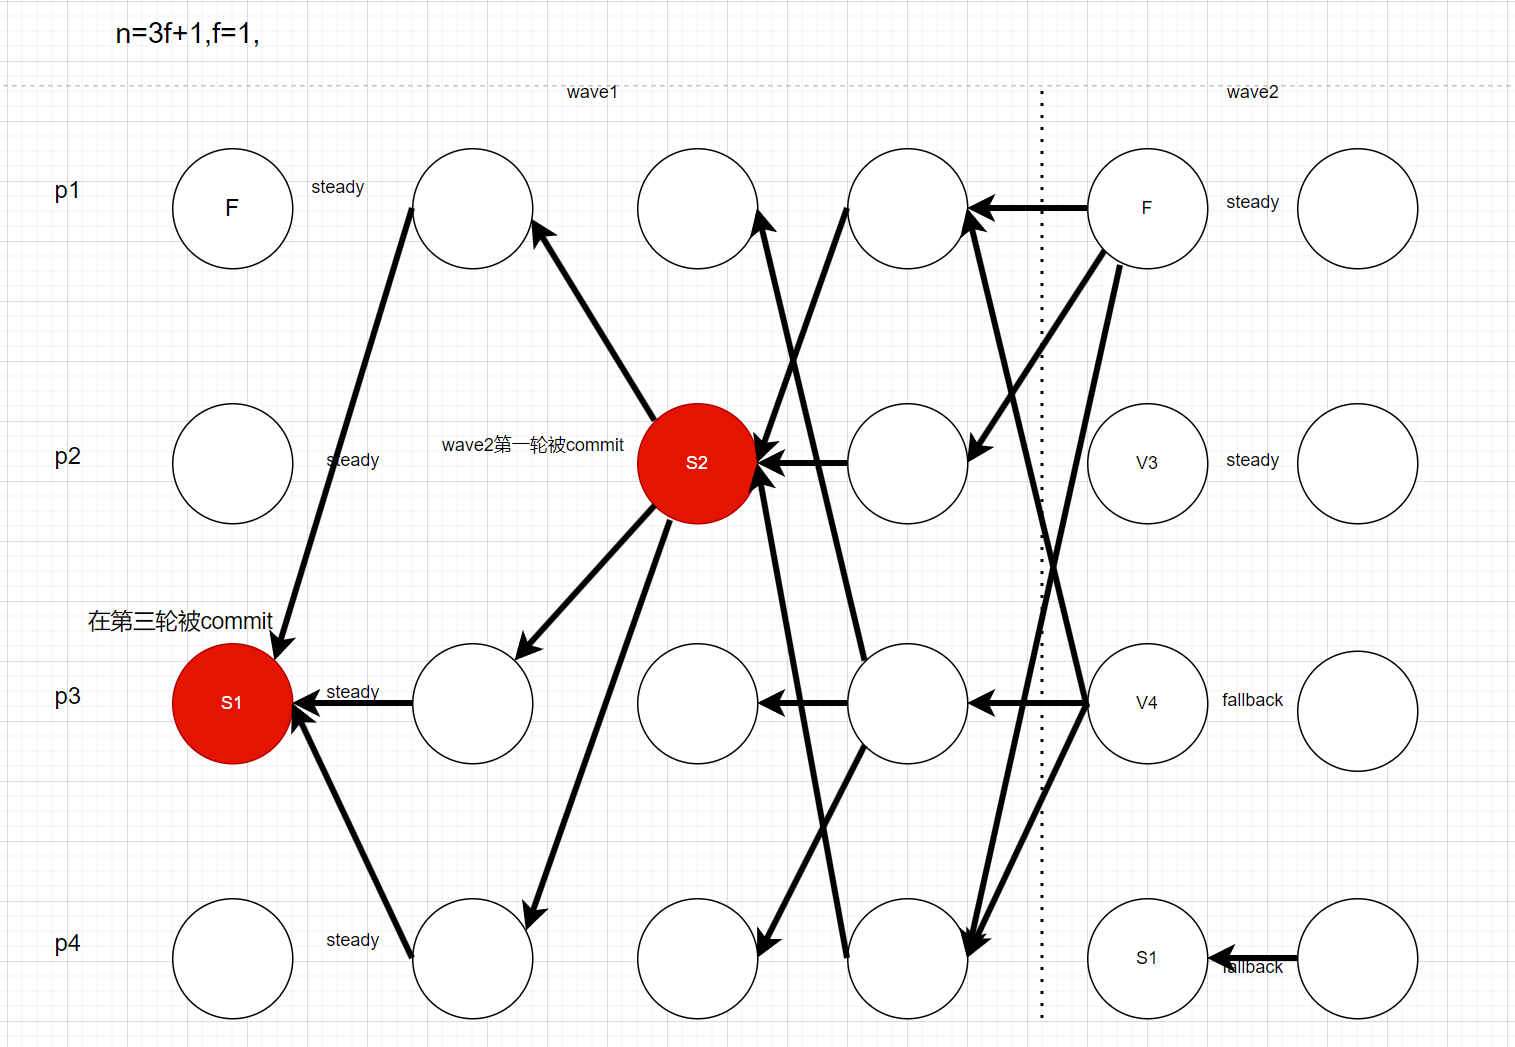 n=3f+1,f=1,
wave1
wave2
p1
F
steady
F
steady
p2
steady
wave2第一轮被commit
S2
V3
steady
在第三轮被commit
p3
S1
steady
V4
fallback
p4
steady
S1
fallback